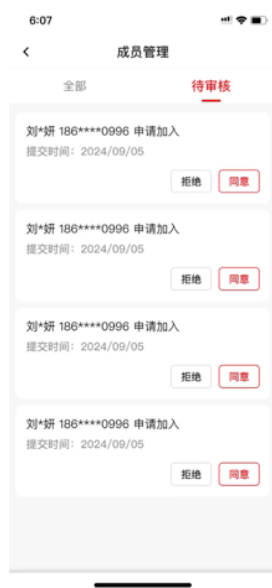 6:07
成员管理
全部
待审核
刘*妍 186****0996 申请加入
提交时间：2024/09/05
拒绝
同意
刘*妍 186****0996 申请加入
提交时间：2024/09/05
拒绝
同意
刘*妍 186****0996 申请加入
提交时间：2024/09/05
拒绝
同意
刘*妍 186****0996 申请加入
提交时间：2024/09/05
拒绝
同意